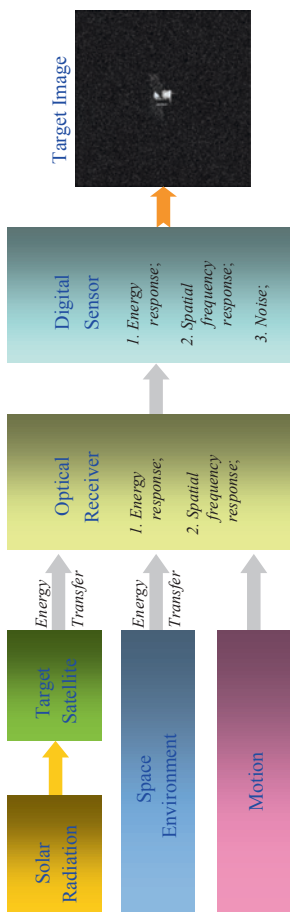 Solar
Radiation
Target
Satellite
Energy
Transfer
Space
Environment
Energy
Transfer
Motion
Optical
Receiver
1. Energy
response;
2. Spatial
frequency
response;
Digital
Sensor
1. Energy
response;
2. Spatial
frequency
response;
3. Noise;
Target Image